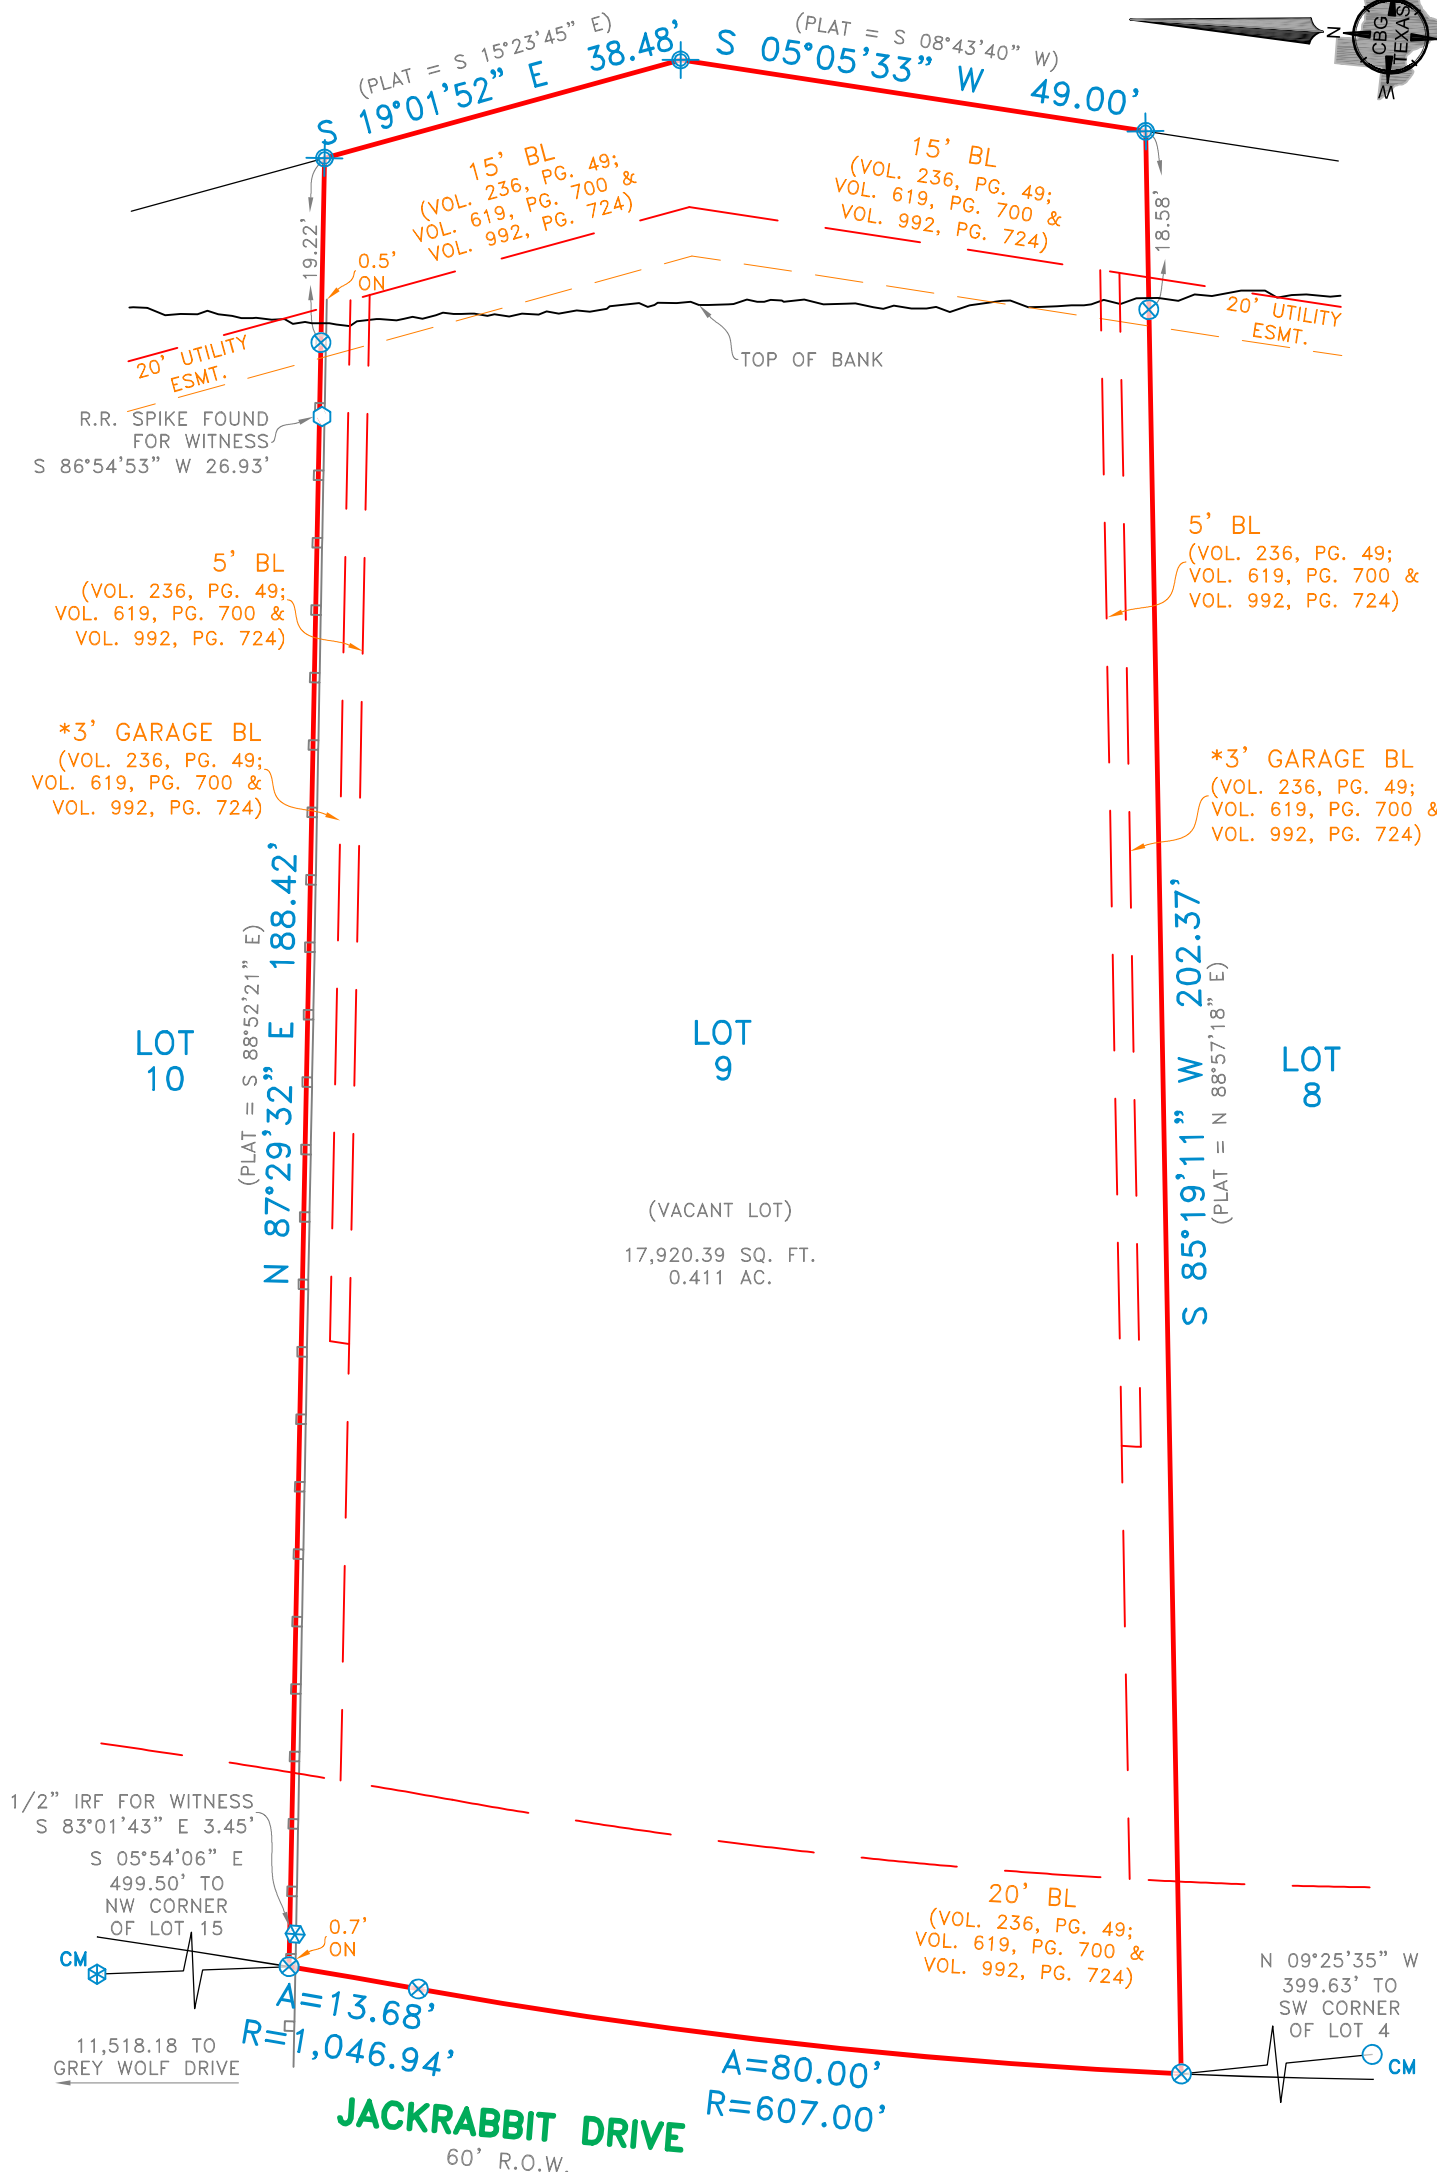 (PLAT = S 15°23'45" E)
S 19°01'52" E 38.48'
(PLAT = S 08°43'40" W)
S 05°05'33" W 49.00'
N
CBG
TEXAS
W
15' BL
(VOL. 236, PG. 49;
VOL. 619, PG. 700 &
VOL. 992, PG. 724)
15' BL
(VOL. 236, PG. 49;
VOL. 619, PG. 700 &
VOL. 992, PG. 724)
19.22'
0.5'
ON
18.58'
20' UTILITY
ESMT.
20' UTILITY
ESMT.
TOP OF BANK
R.R. SPIKE FOUND
FOR WITNESS
S 86°54'53" W 26.93'
5' BL
(VOL. 236, PG. 49;
VOL. 619, PG. 700 &
VOL. 992, PG. 724)
5' BL
(VOL. 236, PG. 49;
VOL. 619, PG. 700 &
VOL. 992, PG. 724)
*3' GARAGE BL
(VOL. 236, PG. 49;
VOL. 619, PG. 700 &
VOL. 992, PG. 724)
*3' GARAGE BL
(VOL. 236, PG. 49;
VOL. 619, PG. 700 &
VOL. 992, PG. 724)
N 87°29'32" E 188.42'
(PLAT = S 88°52'21" E)
S 85°19'11" W 202.37'
(PLAT = N 88°57'18" E)
LOT
10
LOT
9
LOT
8
(VACANT LOT)
17,920.39 SQ. FT.
0.411 AC.
1/2" IRF FOR WITNESS
S 83°01'43" E 3.45'
S 05°54'06" E
499.50' TO
NW CORNER
OF LOT 15
CM
0.7'
ON
20' BL
(VOL. 236, PG. 49;
VOL. 619, PG. 700 &
VOL. 992, PG. 724)
N 09°25'35" W
399.63' TO
SW CORNER
OF LOT 4
CM
A=13.68'
R=1,046.94'
11,518.18 TO
GREY WOLF DRIVE
A=80.00'
R=607.00'
JACKRABBIT DRIVE
60' R.O.W.